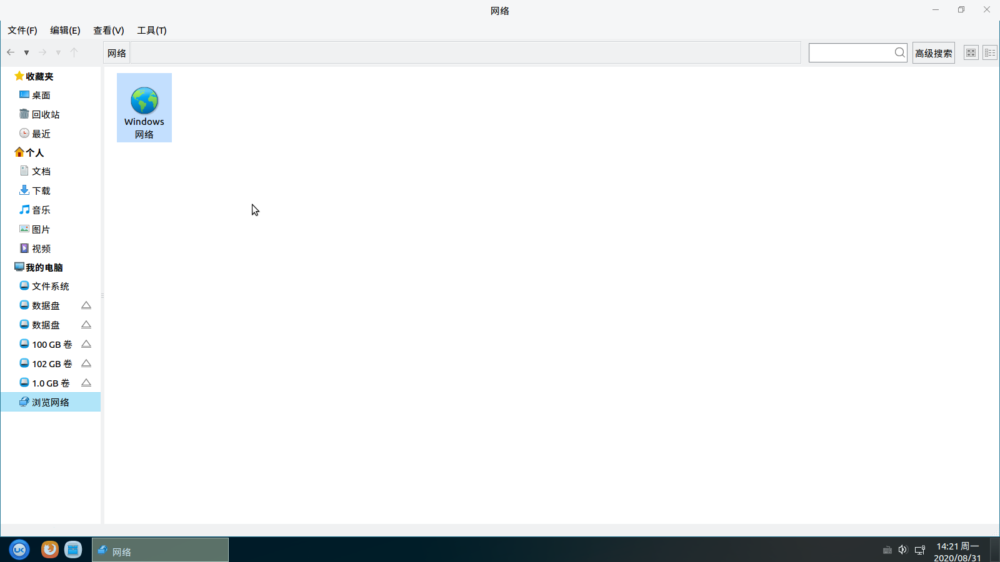 网络
文件(F) 编辑(E) 查看(V) 工具(T)
网络 高级搜索
收藏夹
桌面
回收站
最近
个人
文档
下载
音乐
图片
视频
我的电脑
文件系统
数据盘
数据盘
100 GB 卷
102 GB 卷
1.0 GB 卷
浏览网络
Windows
网络
UK
网络
14:21 周一
2020/08/31